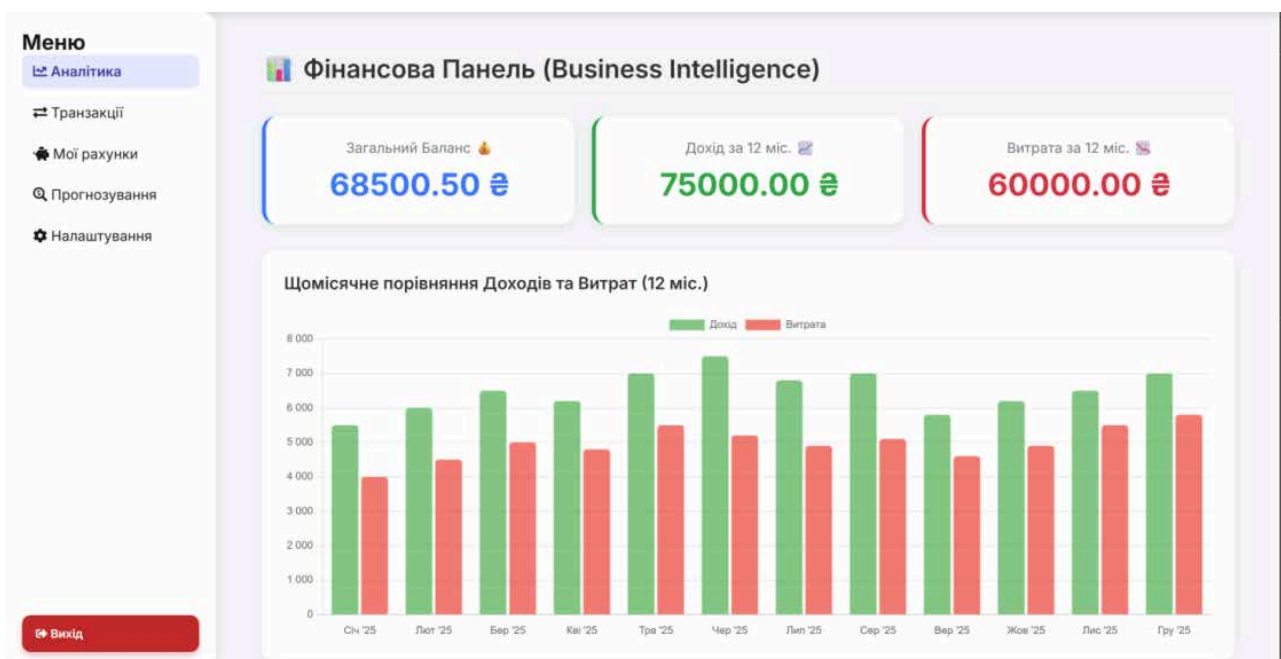 Меню
Аналітика
Транзакції
Мої рахунки
Прогнозування
Налаштування
Вихід
Фінансова Панель (Business Intelligence)
Загальний Баланс
68500.50 ₴
Дохід за 12 міс.
75000.00 ₴
Витрата за 12 міс.
60000.00 ₴
Щомісячне порівняння Доходів та Витрат (12 міс.)
Дохід Витрата
8 000
7 000
6 000
5 000
4 000
3 000
2 000
1 000
0
Січ '25 Лют '25 Бер '25 Кві '25 Тра '25 Чер '25 Лип '25 Сер '25 Вер '25 Жов '25 Лис '25 Гру '25